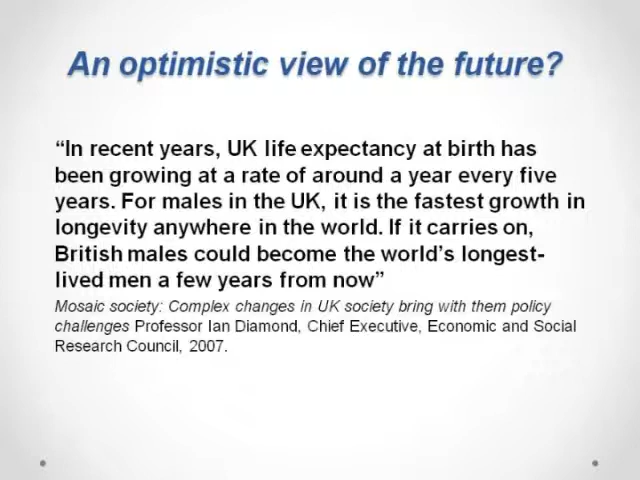 An optimistic view of the future?
“In recent years, UK life expectancy at birth has
been growing at a rate of around a year every five
years. For males in the UK, it is the fastest growth in
longevity anywhere in the world. If it carries on,
British males could become the world’s longest-
lived men a few years from now”
Mosaic society: Complex changes in UK society bring with them policy
challenges Professor Ian Diamond, Chief Executive, Economic and Social
Research Council, 2007.